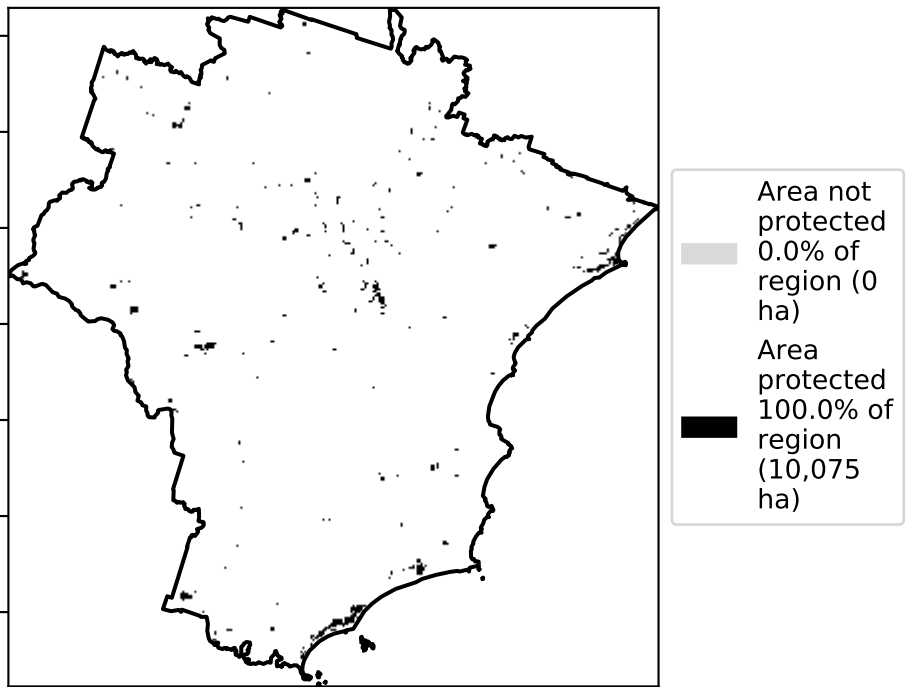 Area not
protected
0.0% of
region (0
ha)
Area
protected
100.0% of
region
(10,075
ha)